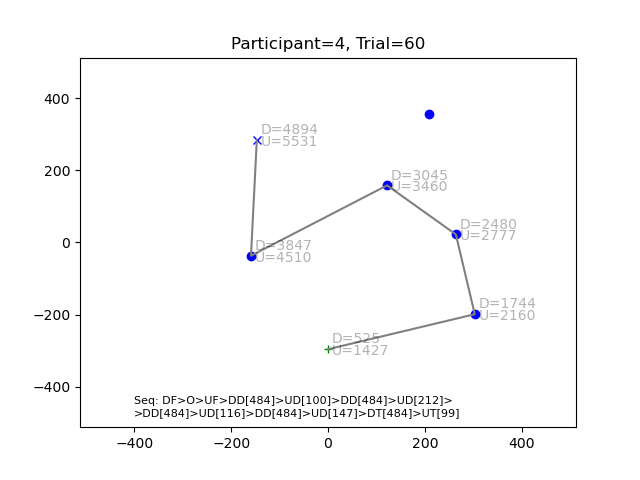 Participant=4, Trial=60
400
200
0
−200
−400
D=4894
U=5531
D=3045
U=3460
D=2480
U=2777
D=3847
U=4510
D=1744
U=2160
D=525
U=1427
Seq: DF>O>UF>DD[484]>UD[100]>DD[484]>UD[212]>
>DD[484]>UD[116]>DD[484]>UD[147]>DT[484]>UT[99]
−400 −200 0 200 400